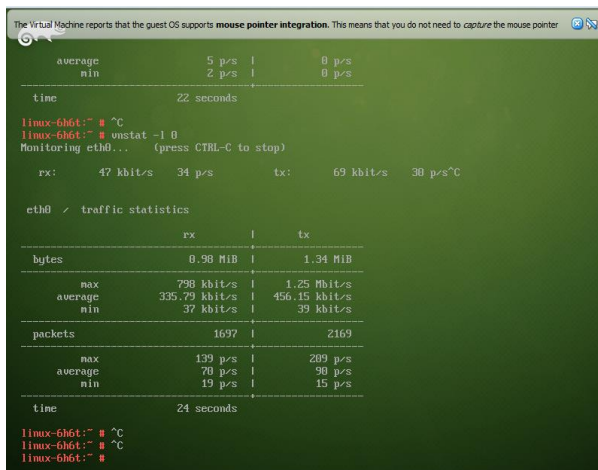 The Virtual Machine reports that the guest OS supports mouse pointer integration. This means that you do not need to capture the mouse pointer
average 5 p/s | 0 p/s
min 2 p/s | 0 p/s
time 22 seconds
linux-6h6t:~ # ^C
linux-6h6t:~ # vnstat -l 0
Monitoring eth0... (press CTRL-C to stop)
rx: 47 kbit/s 34 p/s tx: 69 kbit/s 30 p/s^C
eth0 / traffic statistics
rx | tx
bytes 0.98 MiB | 1.34 MiB
max 798 kbit/s | 1.25 Mbit/s
average 335.79 kbit/s | 456.15 kbit/s
min 37 kbit/s | 39 kbit/s
packets 1697 | 2169
max 139 p/s | 209 p/s
average 70 p/s | 90 p/s
min 19 p/s | 15 p/s
time 24 seconds
linux-6h6t:~ # ^C
linux-6h6t:~ # ^C
linux-6h6t:~ #